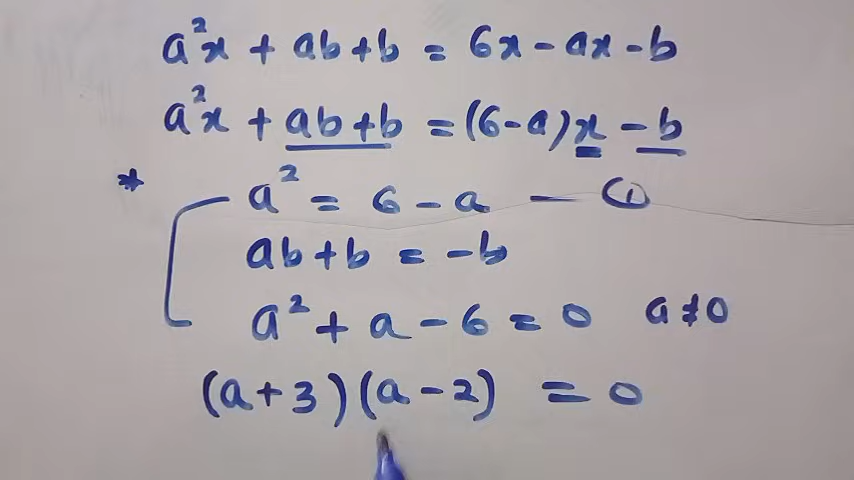 a²x + ab + b = 6x - ax - b
a²x + ab + b = (6 - a)x - b
* a² = 6 - a — (1)
ab + b = -b
a² + a - 6 = 0 a ≠ 0
(a + 3)(a - 2) = 0